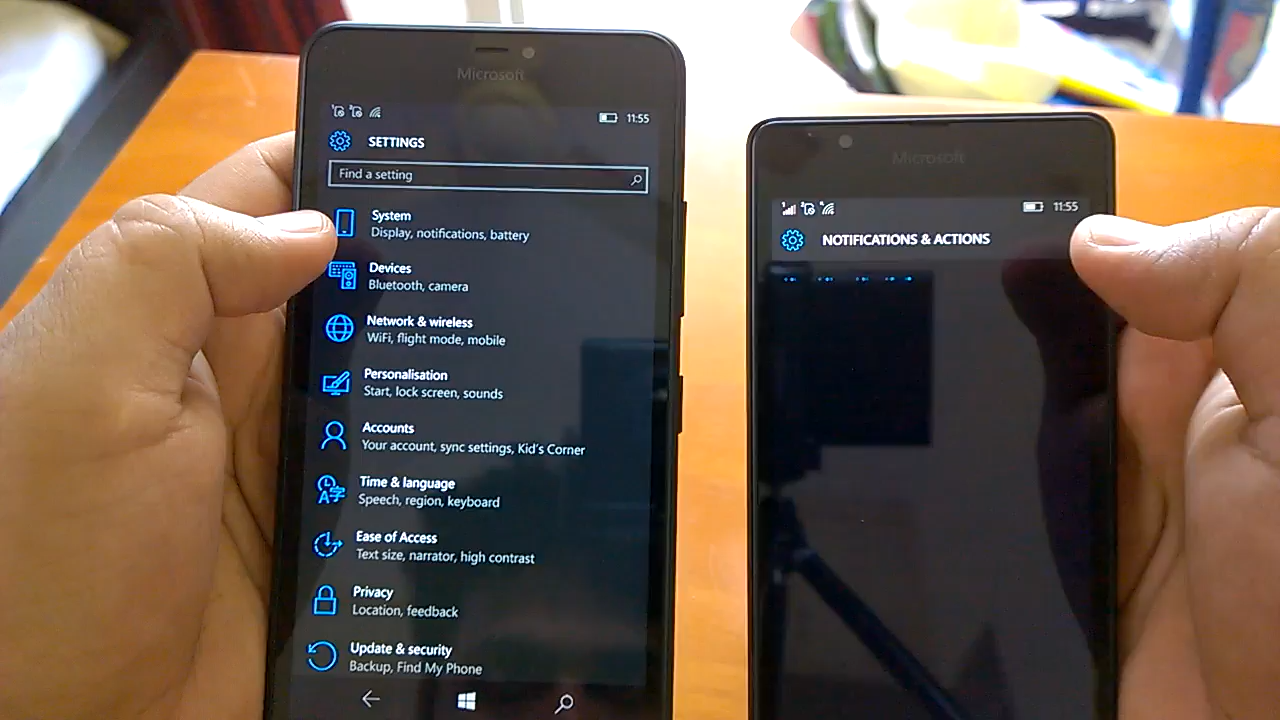 Microsoft
11:55
SETTINGS
Find a setting
System
Display, notifications, battery
Devices
Bluetooth, camera
Network & wireless
WiFi, flight mode, mobile
Personalisation
Start, lock screen, sounds
Accounts
Your account, sync settings, Kid's Corner
Time & language
Speech, region, keyboard
Ease of Access
Text size, narrator, high contrast
Privacy
Location, feedback
Update & security
Backup, Find My Phone
Microsoft
11:55
NOTIFICATIONS & ACTIONS